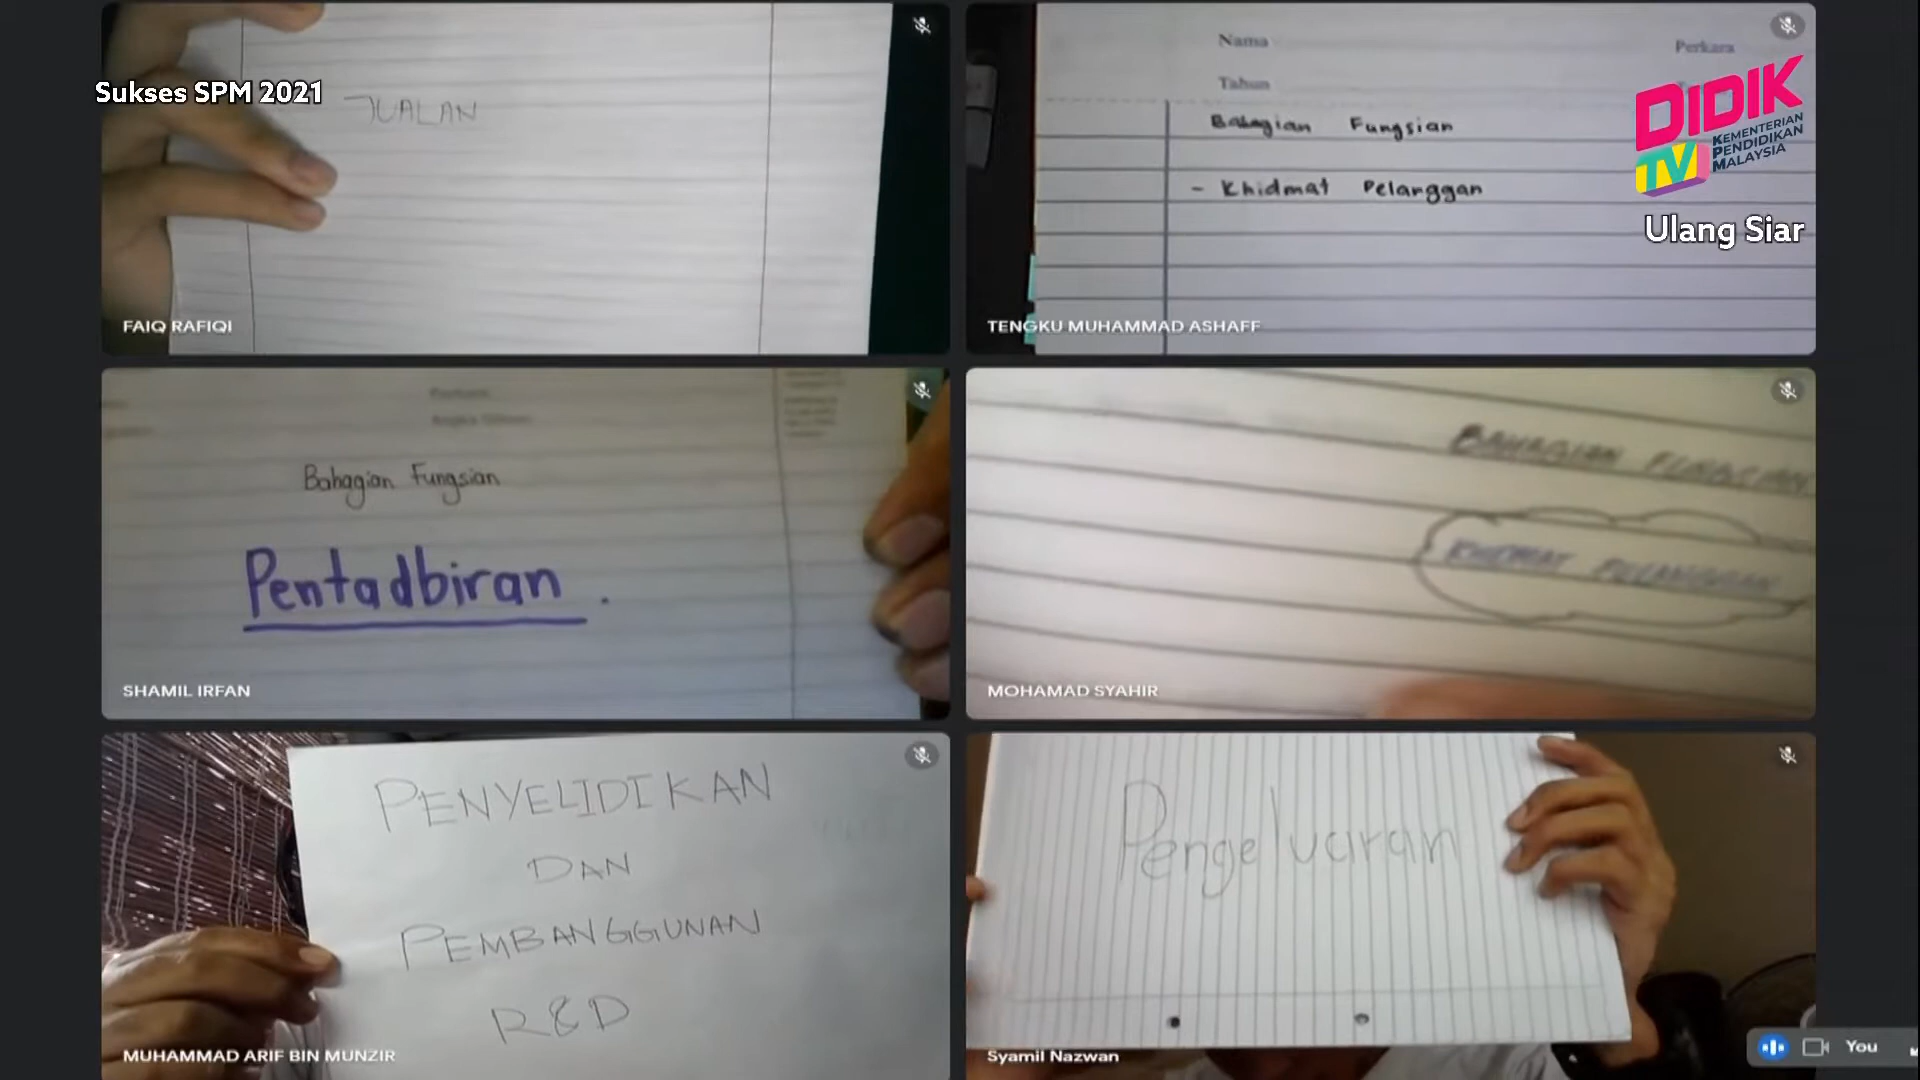 Sukses SPM 2021
JUALAN
FAIQ RAFIQI
Nama
Perkara
Tahun
Bahagian Fungsian
- Khidmat Pelanggan
TENGKU MUHAMMAD ASHAFF
DIDIK
TV
KEMENTERIAN
PENDIDIKAN
MALAYSIA
Ulang Siar
Bahagian Fungsian
Pentadbiran.
SHAMIL IRFAN
BAHAGIAN FUNGSIAN
KHIDMAT PELANGGAN
MOHAMAD SYAHIR
PENYELIDIKAN
DAN
PEMBANGGUNAN
R&D
MUHAMMAD ARIF BIN MUNZIR
Pengeluaran
Syamil Nazwan
You